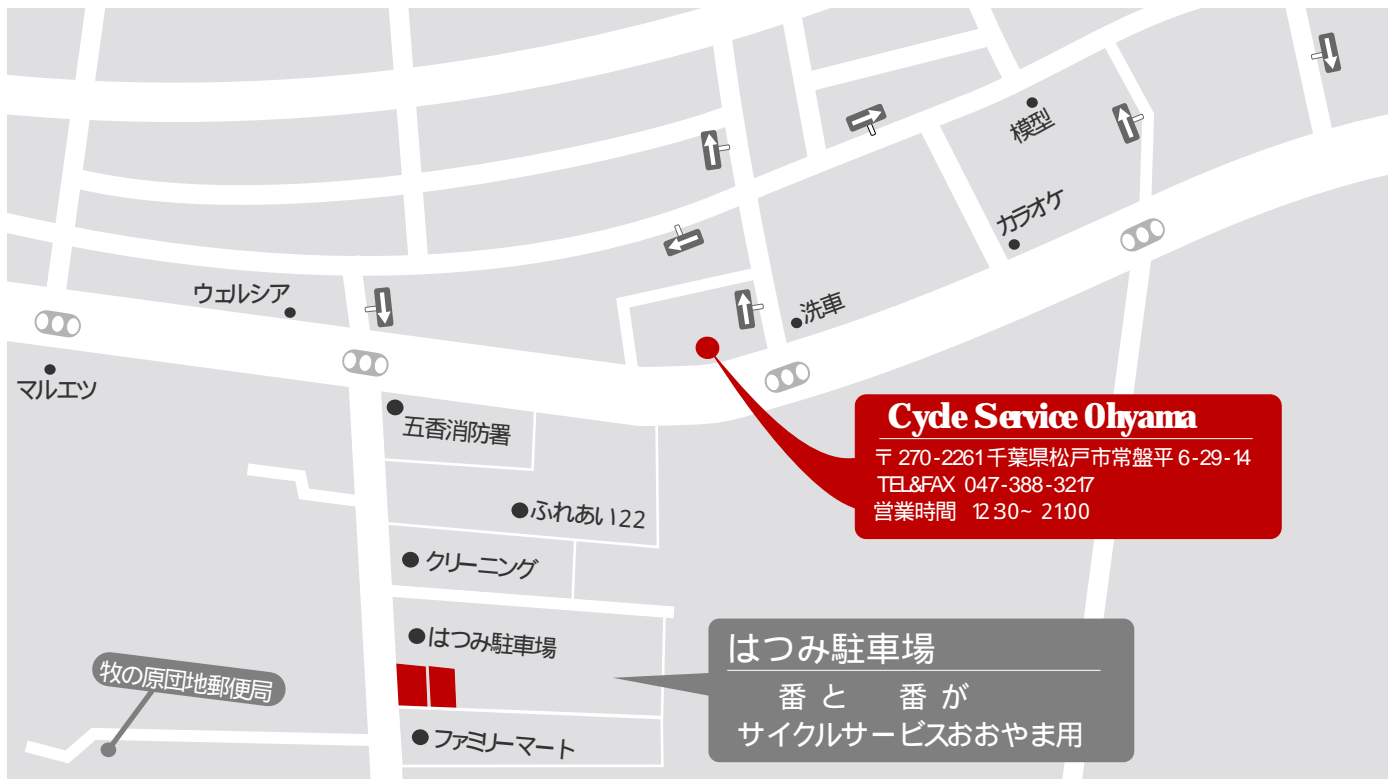 模型
カラオケ
ウェルシア
洗車
マルエツ
五香消防署
Cycle Service Ohyama
〒270-2261千葉県松戸市常盤平6-29-14
TEL&FAX 047-388-3217
営業時間 12:30~ 21:00
ふれあい22
クリーニング
はつみ駐車場
はつみ駐車場
番と 番が
サイクルサービスおおやま用
牧の原団地郵便局
ファミリーマート